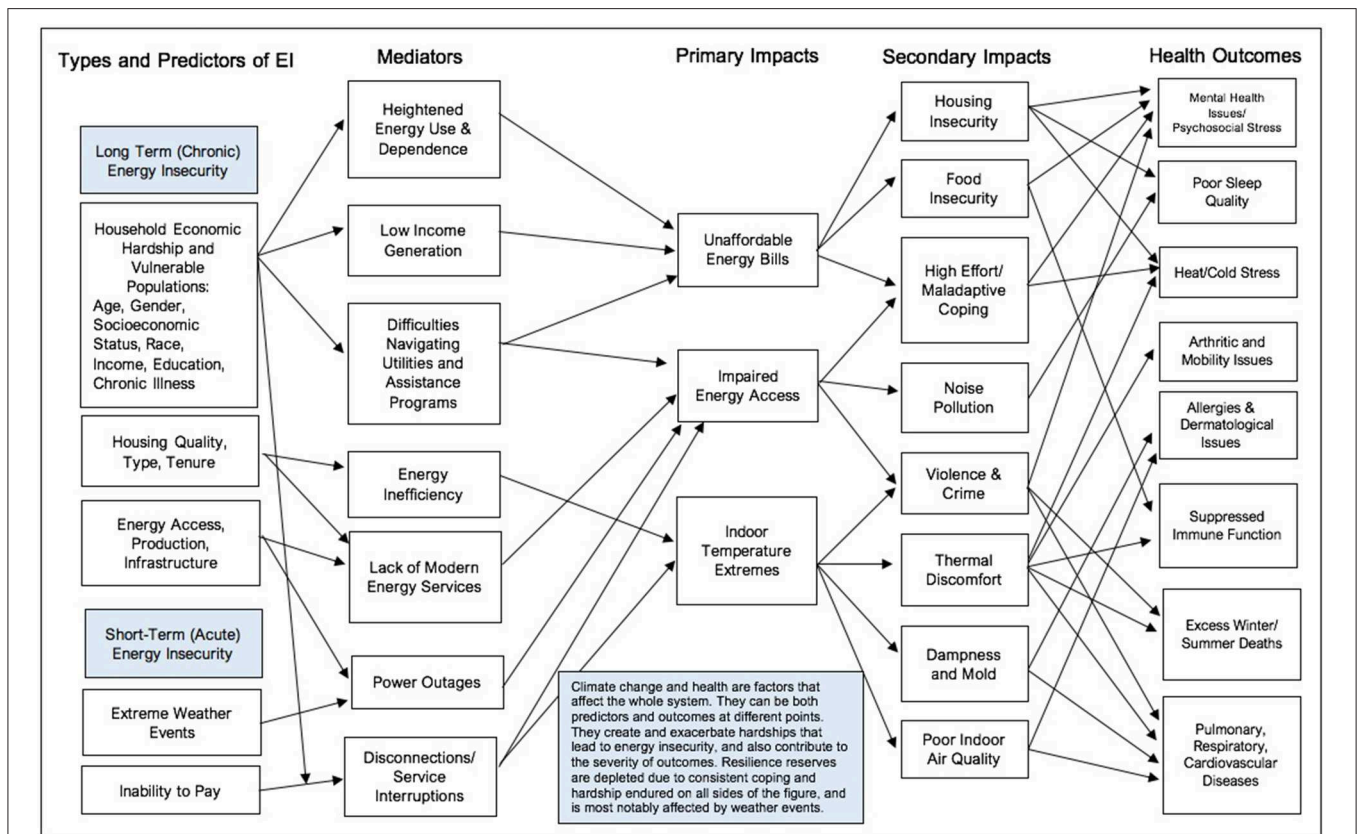 Types and Predictors of EI
Mediators
Primary Impacts
Secondary Impacts
Health Outcomes
Long Term (Chronic)
Energy Insecurity
Household Economic
Hardship and
Vulnerable
Populations:
Age, Gender,
Socioeconomic
Status, Race,
Income, Education,
Chronic Illness
Housing Quality,
Type, Tenure
Energy Access,
Production,
Infrastructure
Short-Term (Acute)
Energy Insecurity
Extreme Weather
Events
Inability to Pay
Heightened
Energy Use &
Dependence
Low Income
Generation
Difficulties
Navigating
Utilities and
Assistance
Programs
Energy
Inefficiency
Lack of Modern
Energy Services
Power Outages
Disconnections/
Service
Interruptions
Unaffordable
Energy Bills
Impaired
Energy Access
Indoor
Temperature
Extremes
Climate change and health are factors that
affect the whole system. They can be both
predictors and outcomes at different points.
They create and exacerbate hardships that
lead to energy insecurity, and also contribute to
the severity of outcomes. Resilience reserves
are depleted due to consistent coping and
hardship endured on all sides of the figure, and
is most notably affected by weather events.
Housing
Insecurity
Food
Insecurity
High Effort/
Maladaptive
Coping
Noise
Pollution
Violence &
Crime
Thermal
Discomfort
Dampness
and Mold
Poor Indoor
Air Quality
Mental Health
Issues/
Psychosocial Stress
Poor Sleep
Quality
Heat/Cold Stress
Arthritic and
Mobility Issues
Allergies &
Dermatological
Issues
Suppressed
Immune Function
Excess Winter/
Summer Deaths
Pulmonary,
Respiratory,
Cardiovascular
Diseases